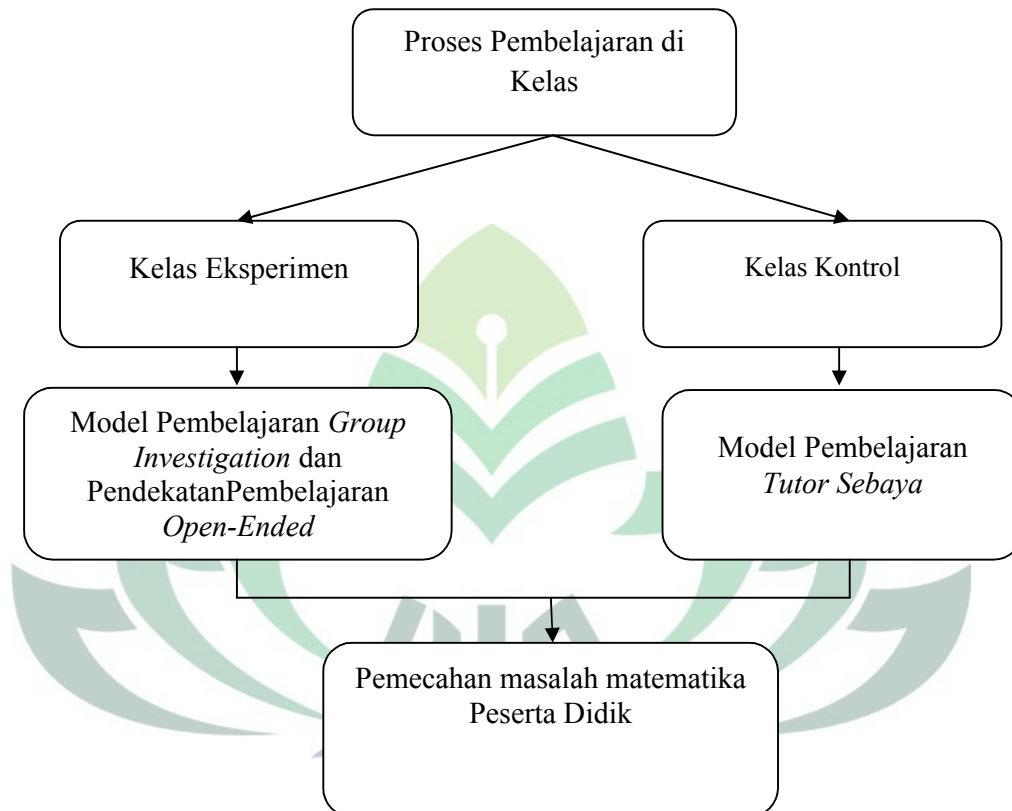 Proses Pembelajaran di
Kelas
Kelas Eksperimen
Kelas Kontrol
Model Pembelajaran Group
Investigation dan
PendekatanPembelajaran
Open-Ended
Model Pembelajaran
Tutor Sebaya
Pemecahan masalah matematika
Peserta Didik